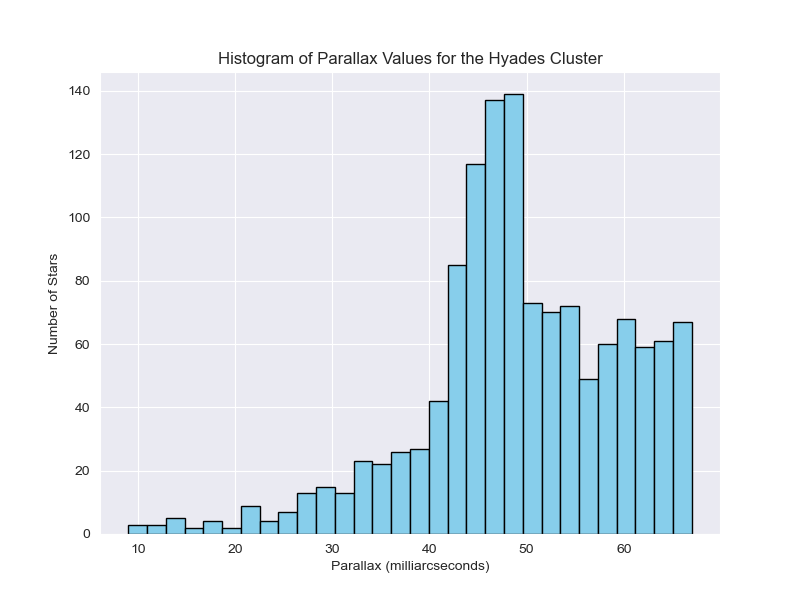 Histogram of Parallax Values for the Hyades Cluster
140
120
100
80
60
40
20
0
Number of Stars
10 20 30 40 50 60
Parallax (milliarcseconds)